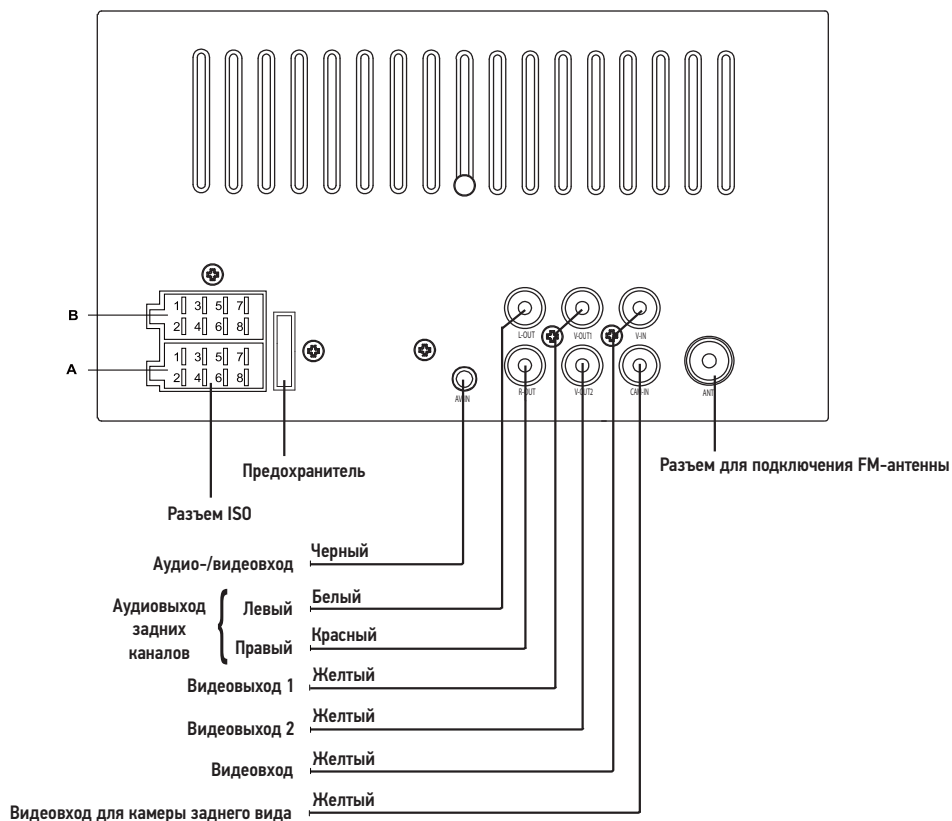 B
1 3 5 7
2 4 6 8
A
1 3 5 7
2 4 6 8
L-OUT
V-OUT1
V-IN
AV-IN
R-OUT
V-OUT2
CAM-IN
ANT
Предохранитель
Разъем для подключения FM-антенны
Разъем ISO
Аудио-/видеовход
Черный
Аудиовыход
задних
каналов
Левый
Белый
Правый
Красный
Видеовыход 1
Желтый
Видеовыход 2
Желтый
Видеовход
Желтый
Видеовход для камеры заднего вида
Желтый